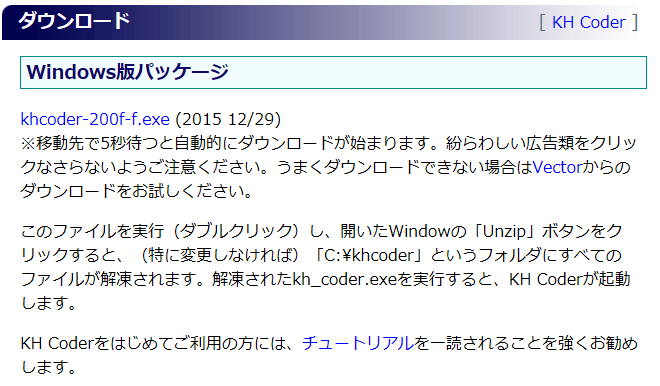 ダウンロード [ KH Coder ]
Windows版パッケージ
khcoder-200f-f.exe (2015 12/29)
※移動先で5秒待つと自動的にダウンロードが始まります。紛らわしい広告類をクリッ
クなさらないようご注意ください。うまくダウンロードできない場合はVectorからの
ダウンロードをお試しください。
このファイルを実行（ダブルクリック）し、開いたWindowの「Unzip」ボタンをク
リックすると、（特に変更しなければ）「C:¥khcoder」というフォルダにすべての
ファイルが解凍されます。解凍されたkh_coder.exeを実行すると、KH Coderが起動
します。
KH Coderをはじめてご利用の方には、チュートリアルを一読されることを強くお勧め
します。